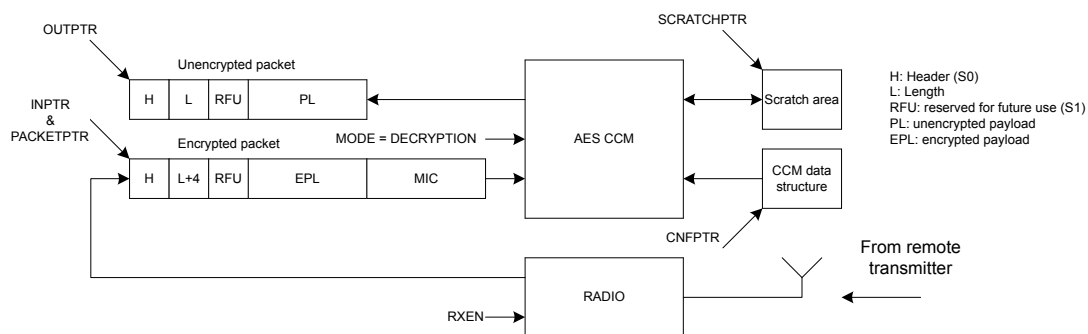 SCRATCHPTR
OUTPTR
Unencrypted packet
H L RFU PL
AES CCM
Scratch area
H: Header (S0)
L: Length
RFU: reserved for future use (S1)
PL: unencrypted payload
EPL: encrypted payload
INPTR
&
PACKETPTR
MODE = DECRYPTION
Encrypted packet
H L+4 RFU EPL MIC
CCM data
structure
CNFPTR
From remote
transmitter
RADIO
RXEN